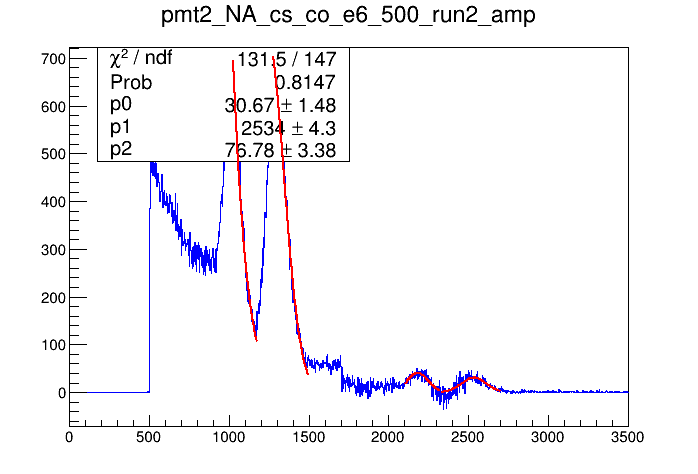 pmt2_NA_cs_co_e6_500_run2_amp
χ² / ndf 131.5 / 147
Prob 0.8147
p0 30.67 ± 1.48
p1 2534 ± 4.3
p2 76.78 ± 3.38
700
600
500
400
300
200
100
0
0 500 1000 1500 2000 2500 3000 3500